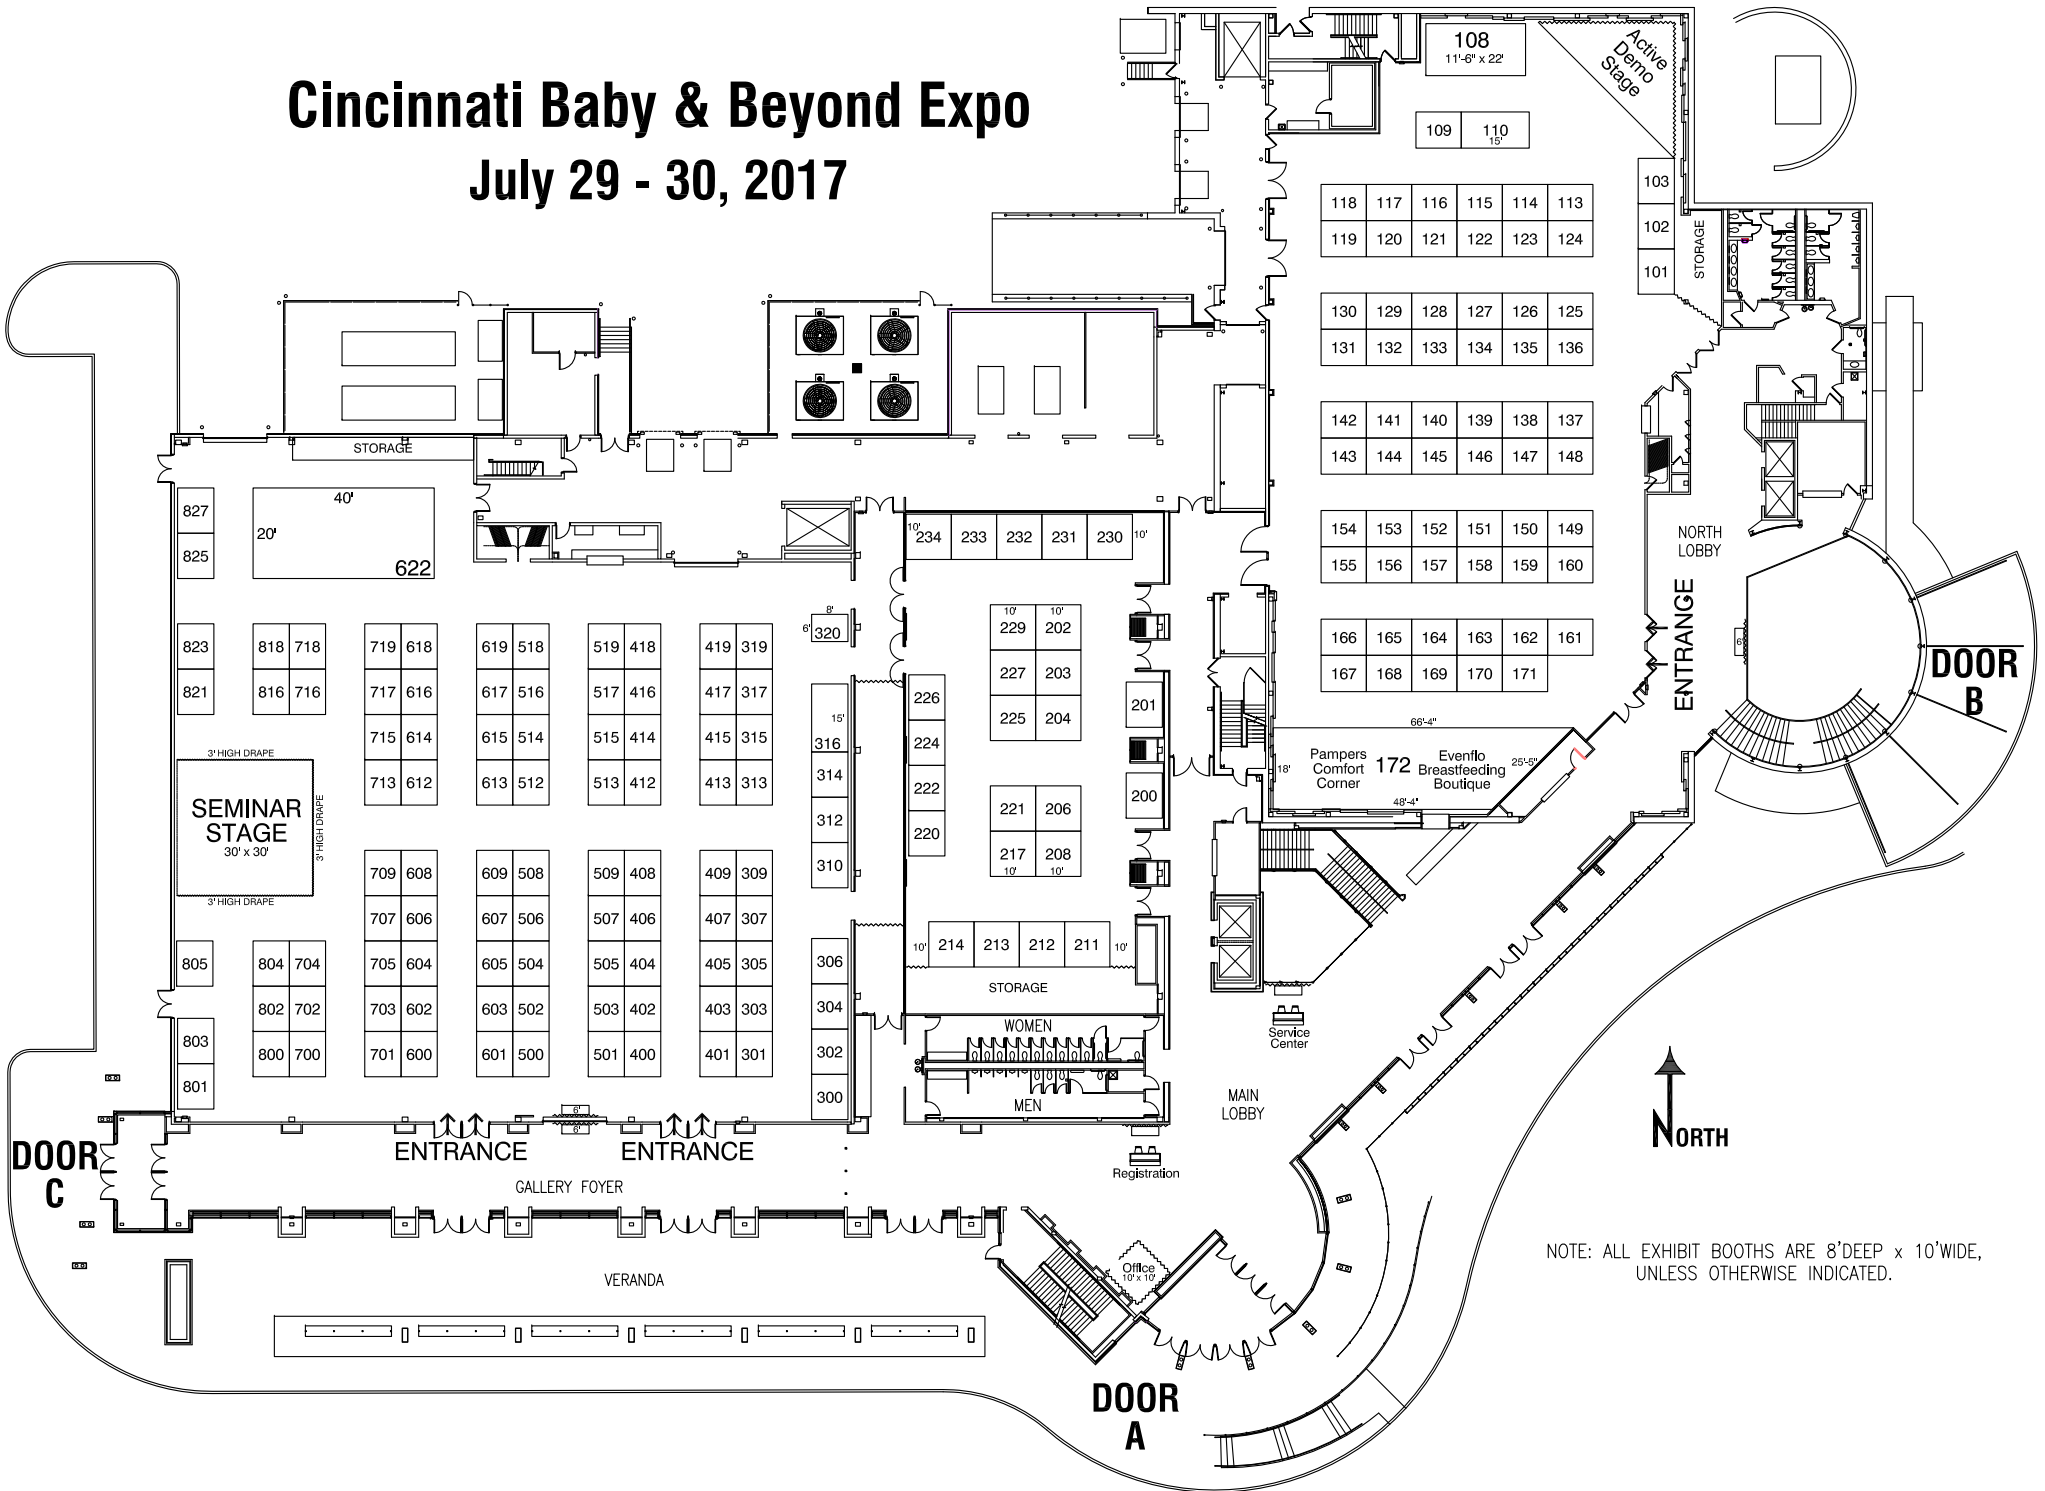 Cincinnati Baby & Beyond Expo
July 29 - 30, 2017
108
11'-6" x 22'
Active
Demo
Stage
109 110
15'
103
102
101
STORAGE
118 117 116 115 114 113
119 120 121 122 123 124
130 129 128 127 126 125
131 132 133 134 135 136
142 141 140 139 138 137
143 144 145 146 147 148
154 153 152 151 150 149
155 156 157 158 159 160
166 165 164 163 162 161
167 168 169 170 171
66'-4"
18'
Pampers
Comfort
Corner
172
Evenflo
Breastfeeding
Boutique
25'-5"
48'-4"
NORTH
LOBBY
ENTRANCE
6'
DOOR
B
STORAGE
827
825
40'
20'
622
823
821
818 718
816 716
719 618
717 616
715 614
713 612
619 518
617 516
615 514
613 512
519 418
517 416
515 414
513 412
419 319
417 317
415 315
413 313
8'
6'
320
15'
316
314
312
310
3' HIGH DRAPE
SEMINAR
STAGE
30' x 30'
3' HIGH DRAPE
3' HIGH DRAPE
805
803
801
804 704
802 702
800 700
709 608
707 606
705 604
703 602
701 600
609 508
607 506
605 504
603 502
601 500
509 408
507 406
505 404
503 402
501 400
409 309
407 307
405 305
403 303
401 301
306
304
302
300
10'
234 233 232 231 230
10'
10' 10'
229 202
227 203
225 204
226
224
222
220
201
200
221 206
217 208
10' 10'
10'
214 213 212 211
10'
STORAGE
WOMEN
MEN
Service
Center
MAIN
LOBBY
Registration
6'
6'
ENTRANCE
ENTRANCE
DOOR
C
GALLERY FOYER
VERANDA
Office
10' x 10'
DOOR
A
NORTH
NOTE: ALL EXHIBIT BOOTHS ARE 8'DEEP x 10'WIDE,
UNLESS OTHERWISE INDICATED.